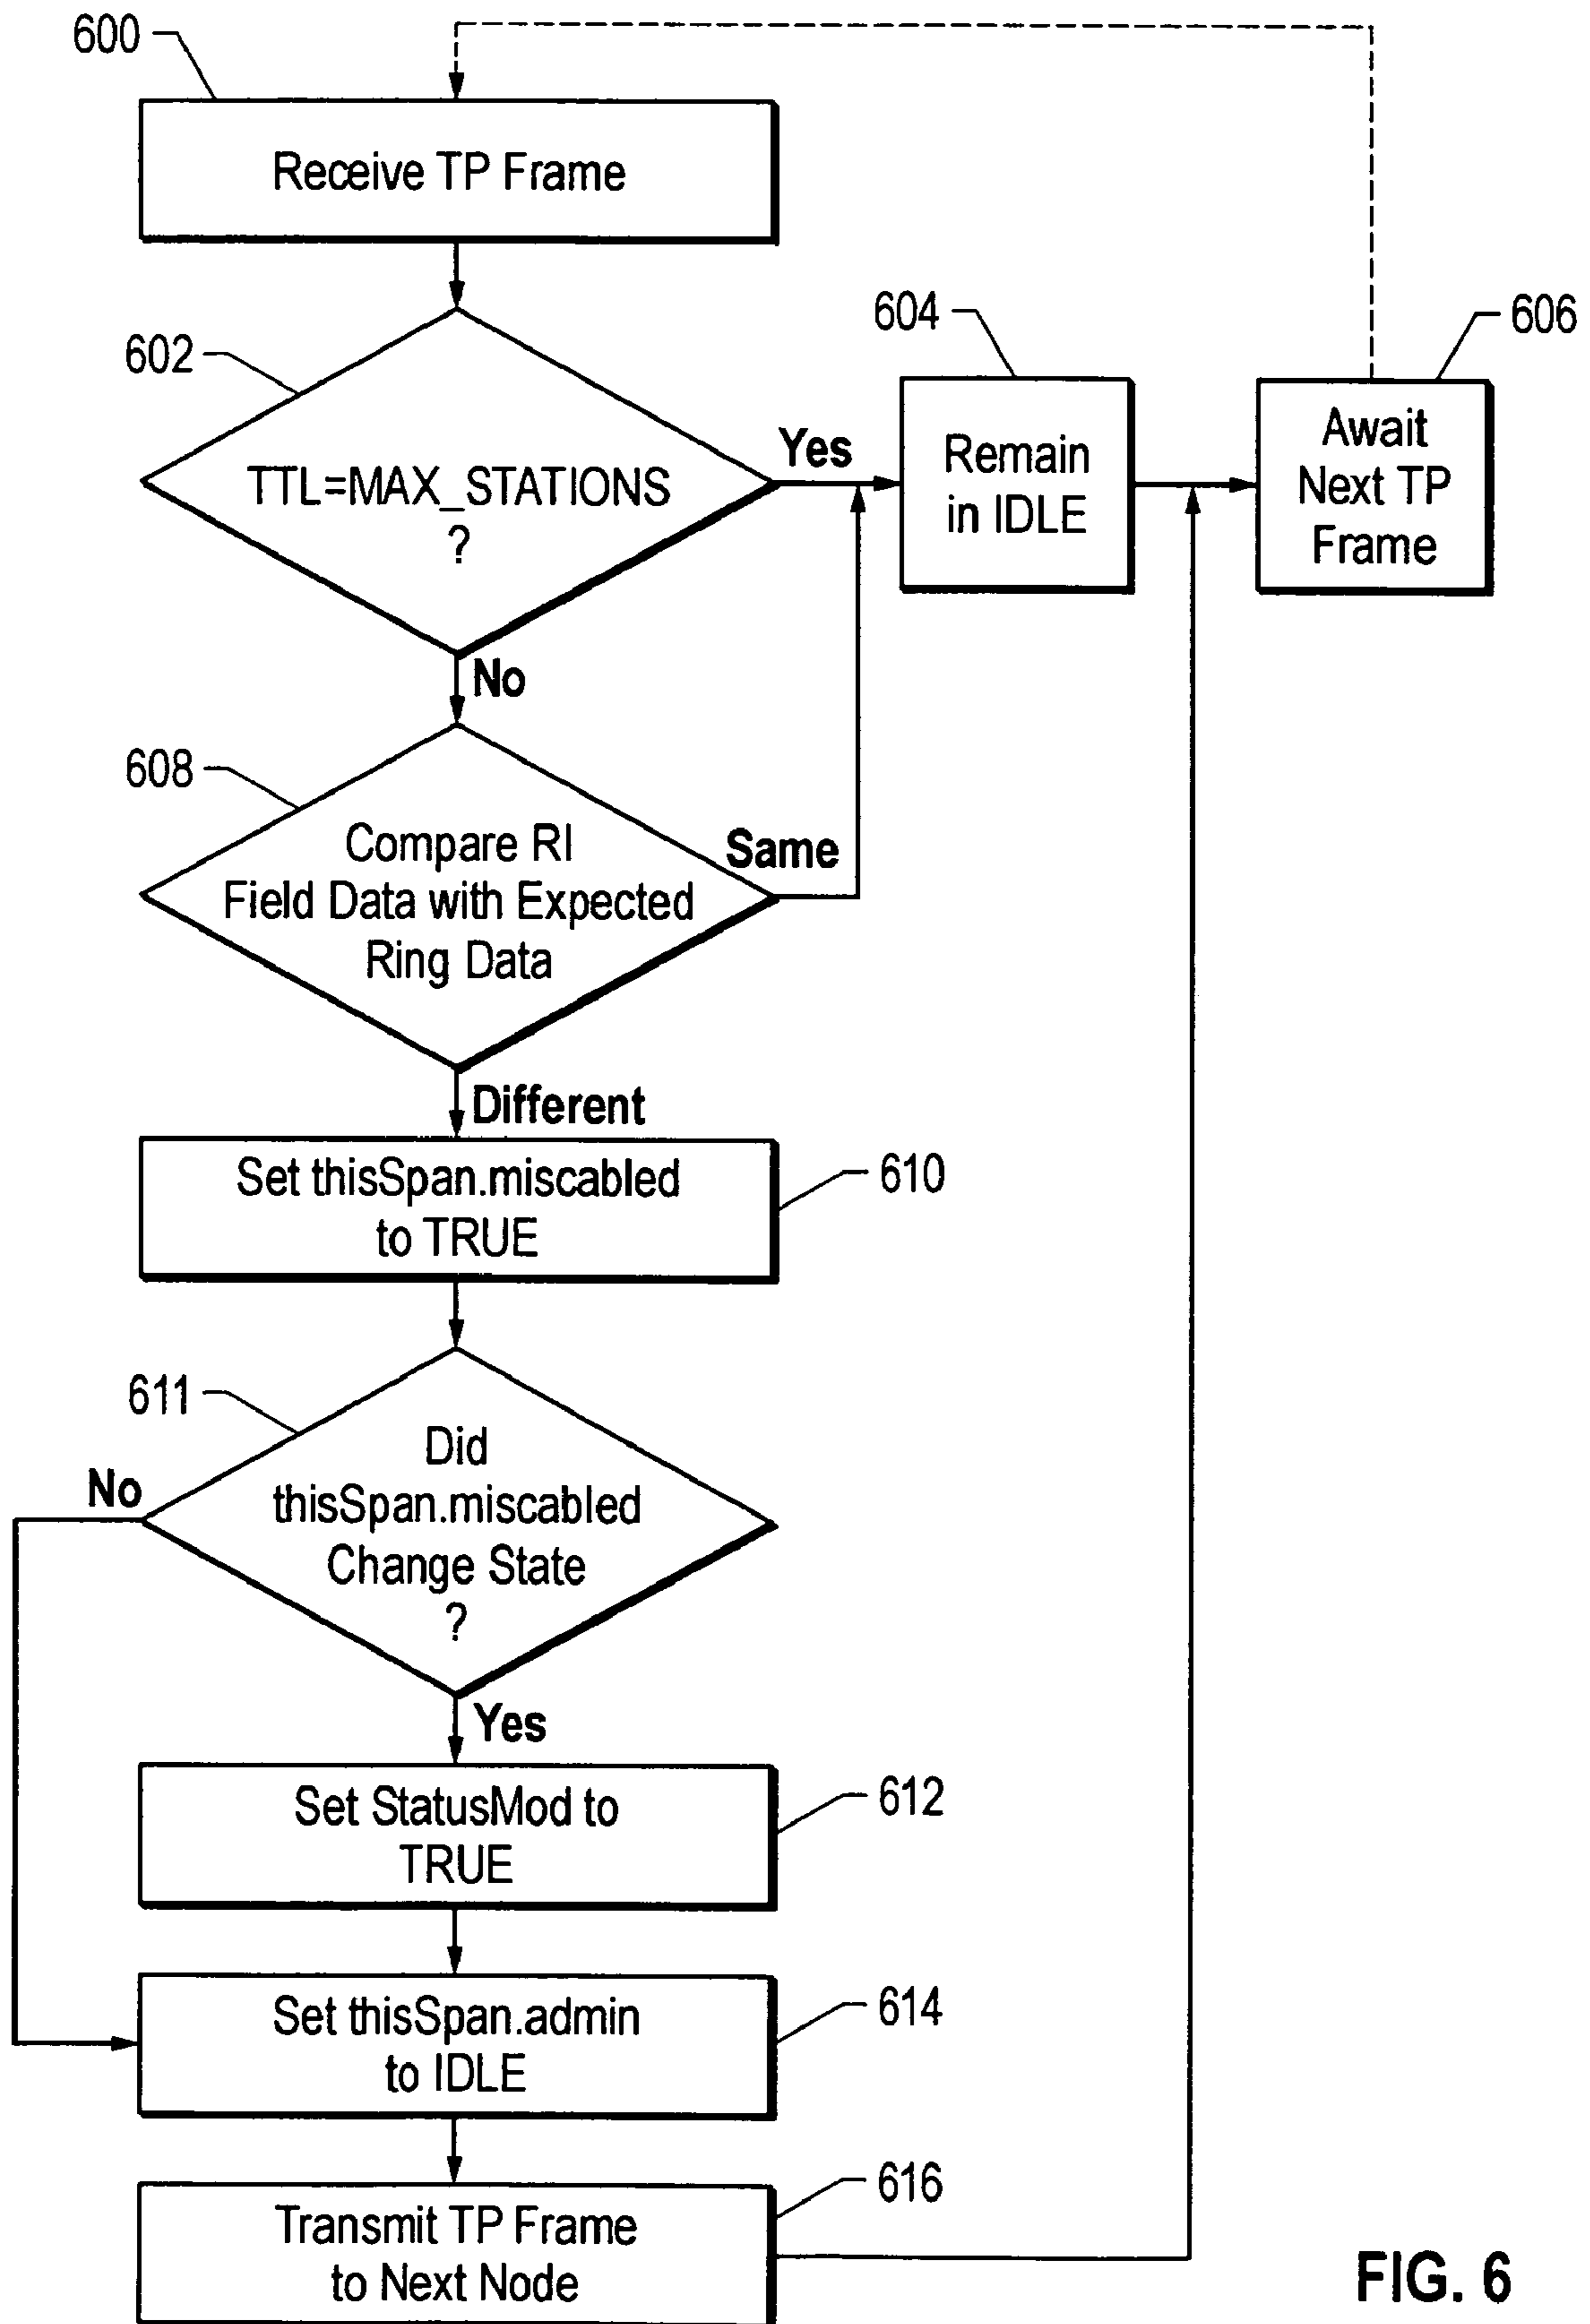 600
Receive TP Frame
602
TTL=MAX_STATIONS
?
Yes
604
Remain
in IDLE
606
Await
Next TP
Frame
No
608
Compare RI
Field Data with Expected
Ring Data
Same
Different
Set thisSpan.miscabled
to TRUE
610
611
Did
thisSpan.miscabled
Change State
?
No
Yes
Set StatusMod to
TRUE
612
Set thisSpan.admin
to IDLE
614
Transmit TP Frame
to Next Node
616
FIG. 6